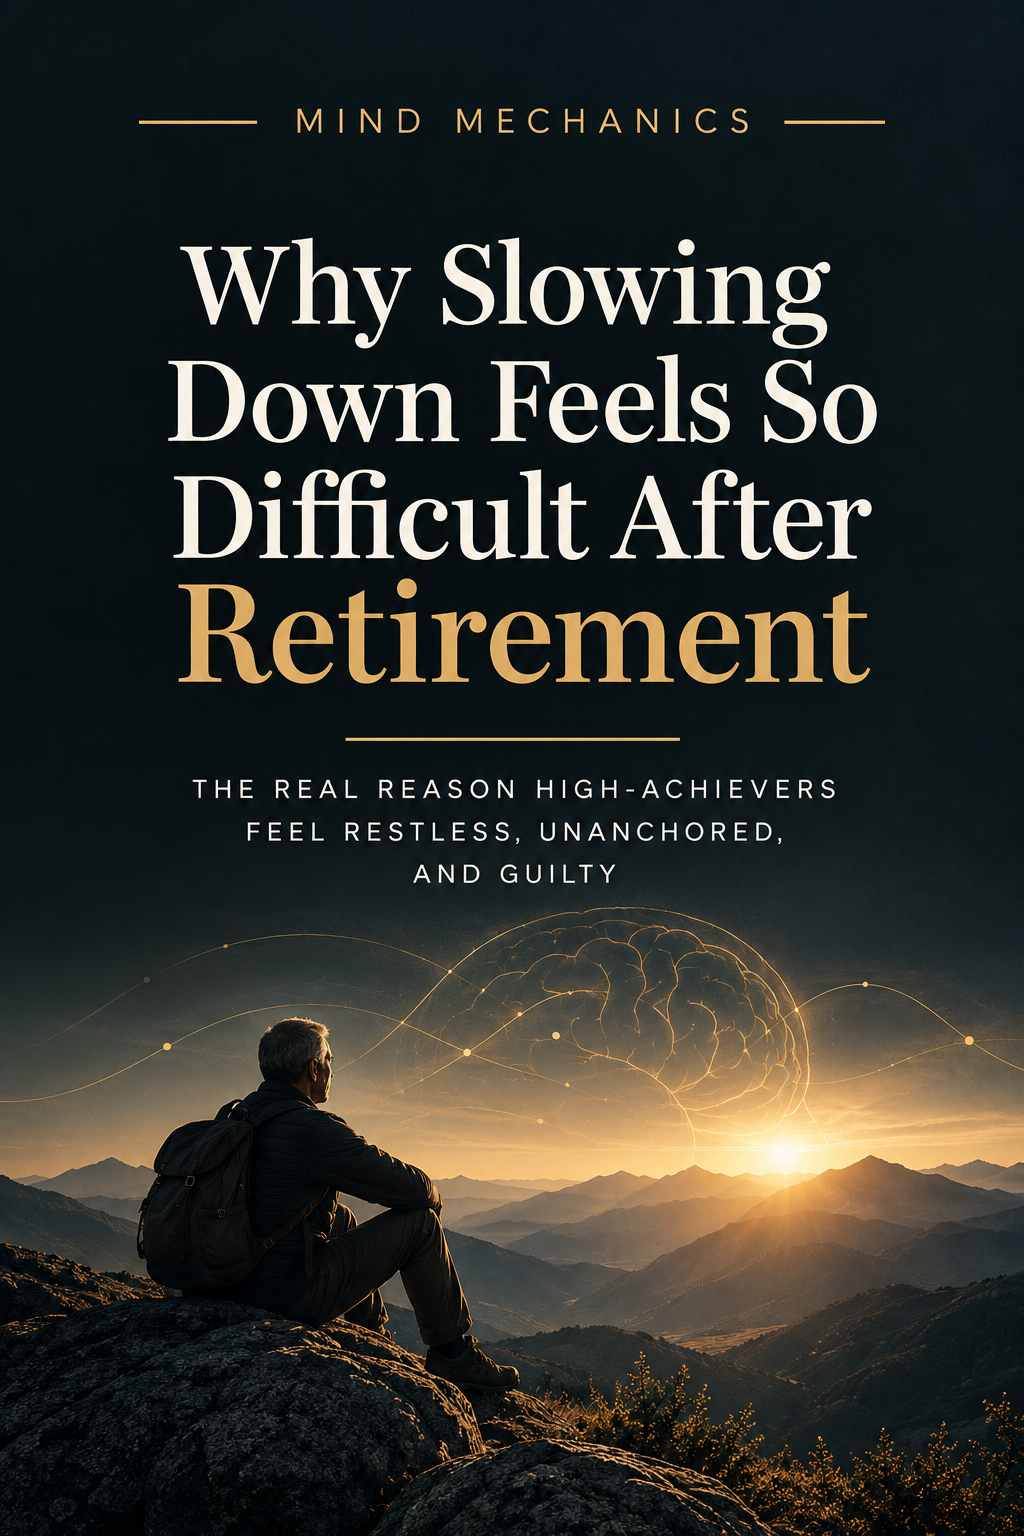 MIND MECHANICS
Why Slowing
Down Feels So
Difficult After
Retirement
THE REAL REASON HIGH-ACHIEVERS
FEEL RESTLESS, UNANCHORED,
AND GUILTY